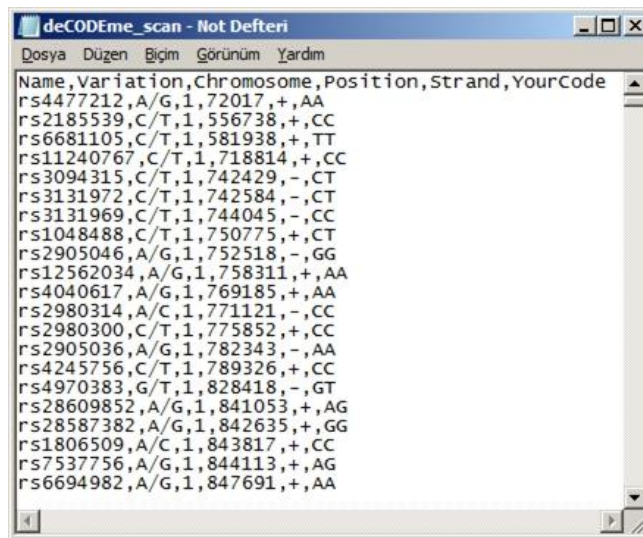 deCODEme_scan - Not Defteri
Dosya Düzen Biçim Görünüm Yardım
Name,Variation,Chromosome,Position,Strand,YourCode
rs4477212,A/G,1,72017,+,AA
rs2185539,C/T,1,556738,+,CC
rs6681105,C/T,1,581938,+,TT
rs11240767,C/T,1,718814,+,CC
rs3094315,C/T,1,742429,-,CT
rs3131972,C/T,1,742584,-,CT
rs3131969,C/T,1,744045,-,CC
rs1048488,C/T,1,750775,+,CT
rs2905046,A/G,1,752518,-,GG
rs12562034,A/G,1,758311,+,AA
rs4040617,A/G,1,769185,+,AA
rs2980314,A/C,1,771121,-,CC
rs2980300,C/T,1,775852,+,CC
rs2905036,A/G,1,782343,-,AA
rs4245756,C/T,1,789326,+,CC
rs4970383,G/T,1,828418,-,GT
rs28609852,A/G,1,841053,+,AG
rs28587382,A/G,1,842635,+,GG
rs1806509,A/C,1,843817,+,CC
rs7537756,A/G,1,844113,+,AG
rs6694982,A/G,1,847691,+,AA